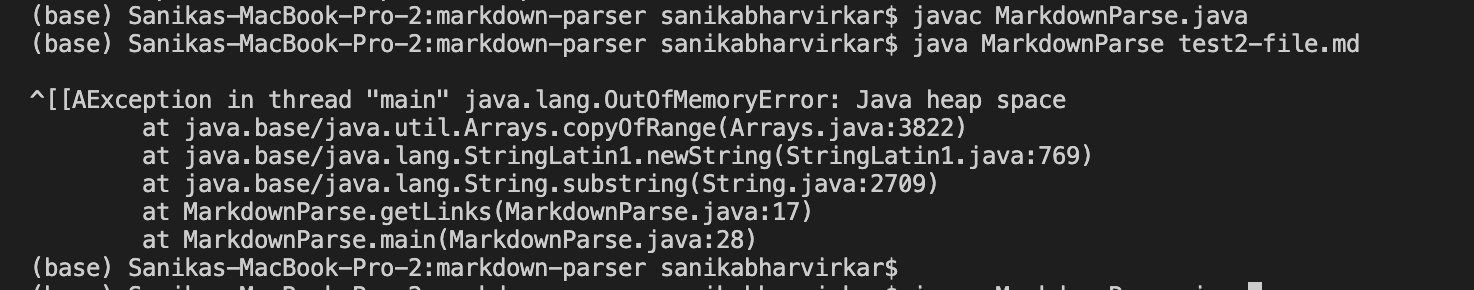 (base) Sanikas-MacBook-Pro-2:markdown-parser sanikabharvirkar$ javac MarkdownParse.java
(base) Sanikas-MacBook-Pro-2:markdown-parser sanikabharvirkar$ java MarkdownParse test2-file.md
^[[AException in thread "main" java.lang.OutOfMemoryError: Java heap space
at java.base/java.util.Arrays.copyOfRange(Arrays.java:3822)
at java.base/java.lang.StringLatin1.newString(StringLatin1.java:769)
at java.base/java.lang.String.substring(String.java:2709)
at MarkdownParse.getLinks(MarkdownParse.java:17)
at MarkdownParse.main(MarkdownParse.java:28)
(base) Sanikas-MacBook-Pro-2:markdown-parser sanikabharvirkar$